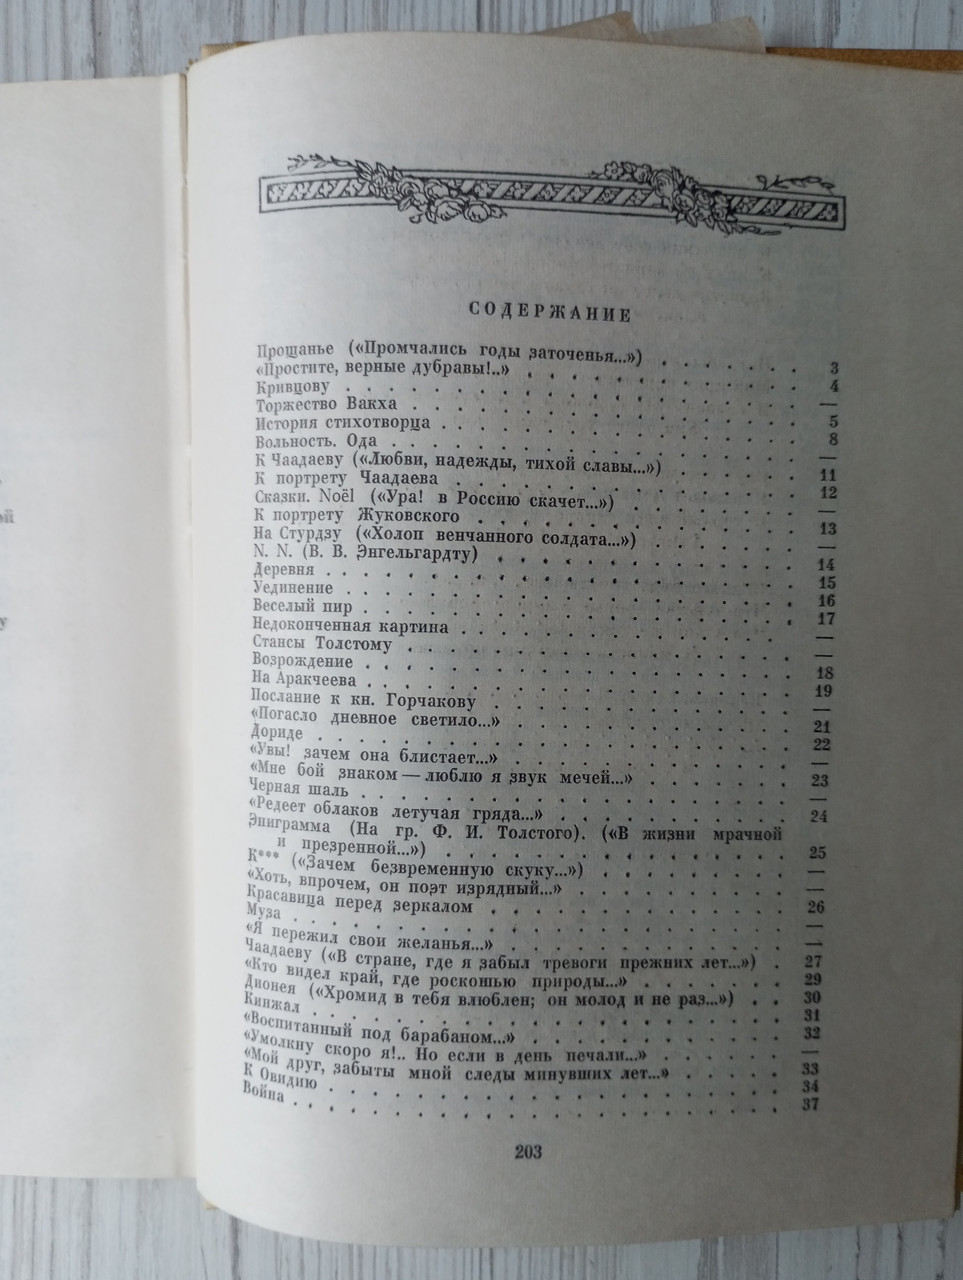 СОДЕРЖАНИЕ
Прощанье («Промчались годы заточенья...») . . . . . 3
«Простите, верные дубравы!..» . . . . . . . . . 4
Кривцову . . . . . . . . . . . . . . —
Торжество Вакха . . . . . . . . . . . . 5
История стихотворца . . . . . . . . . . . 8
Вольность. Ода . . . . . . . . . . . . —
К Чаадаеву («Любви, надежды, тихой славы...») . . . . 11
К портрету Чаадаева . . . . . . . . . . 12
Сказки. Noël («Ура! в Россию скачет...») . . . . . —
К портрету Жуковского . . . . . . . . . . 13
На Стурдзу («Холоп венчанного солдата...») . . . . —
N. N. (В. В. Энгельгардту) . . . . . . . . . 14
Деревня . . . . . . . . . . . . . . 15
Уединение . . . . . . . . . . . . . . 16
Веселый пир . . . . . . . . . . . . . 17
Недоконченная картина . . . . . . . . . . —
Стансы Толстому . . . . . . . . . . . . —
Возрождение . . . . . . . . . . . . . 18
На Аракчеева . . . . . . . . . . . . . 19
Послание к кн. Горчакову . . . . . . . . . —
«Погасло дневное светило...» . . . . . . . . 21
Дориде . . . . . . . . . . . . . . 22
«Увы! зачем она блистает...» . . . . . . . . —
«Мне бой знаком — люблю я звук мечей...» . . . . . 23
Черная шаль . . . . . . . . . . . . . —
«Редеет облаков летучая гряда...» . . . . . . . 24
Эпиграмма (На гр. Ф. И. Толстого). («В жизни мрачной
и презренной...») . . . . . . . . . . 25
К*** («Зачем безвременную скуку...») . . . . . . —
«Хоть, впрочем, он поэт изрядный...» . . . . . . —
Красавица перед зеркалом . . . . . . . . . 26
Муза . . . . . . . . . . . . . . . —
«Я пережил свои желанья...» . . . . . . . . —
Чаадаеву («В стране, где я забыл тревоги прежних лет...») . 27
«Кто видел край, где роскошью природы...» . . . . . 29
Дионея («Хромид в тебя влюблен; он молод и не раз...») . . 30
Кинжал . . . . . . . . . . . . . . 31
«Воспитанный под барабаном...» . . . . . . . . 32
«Умолкну скоро я!.. Но если в день печали...» . . . . —
«Мой друг, забыты мной следы минувших лет...» . . . . 33
К Овидию . . . . . . . . . . . . . . 34
Война . . . . . . . . . . . . . . . 37
203